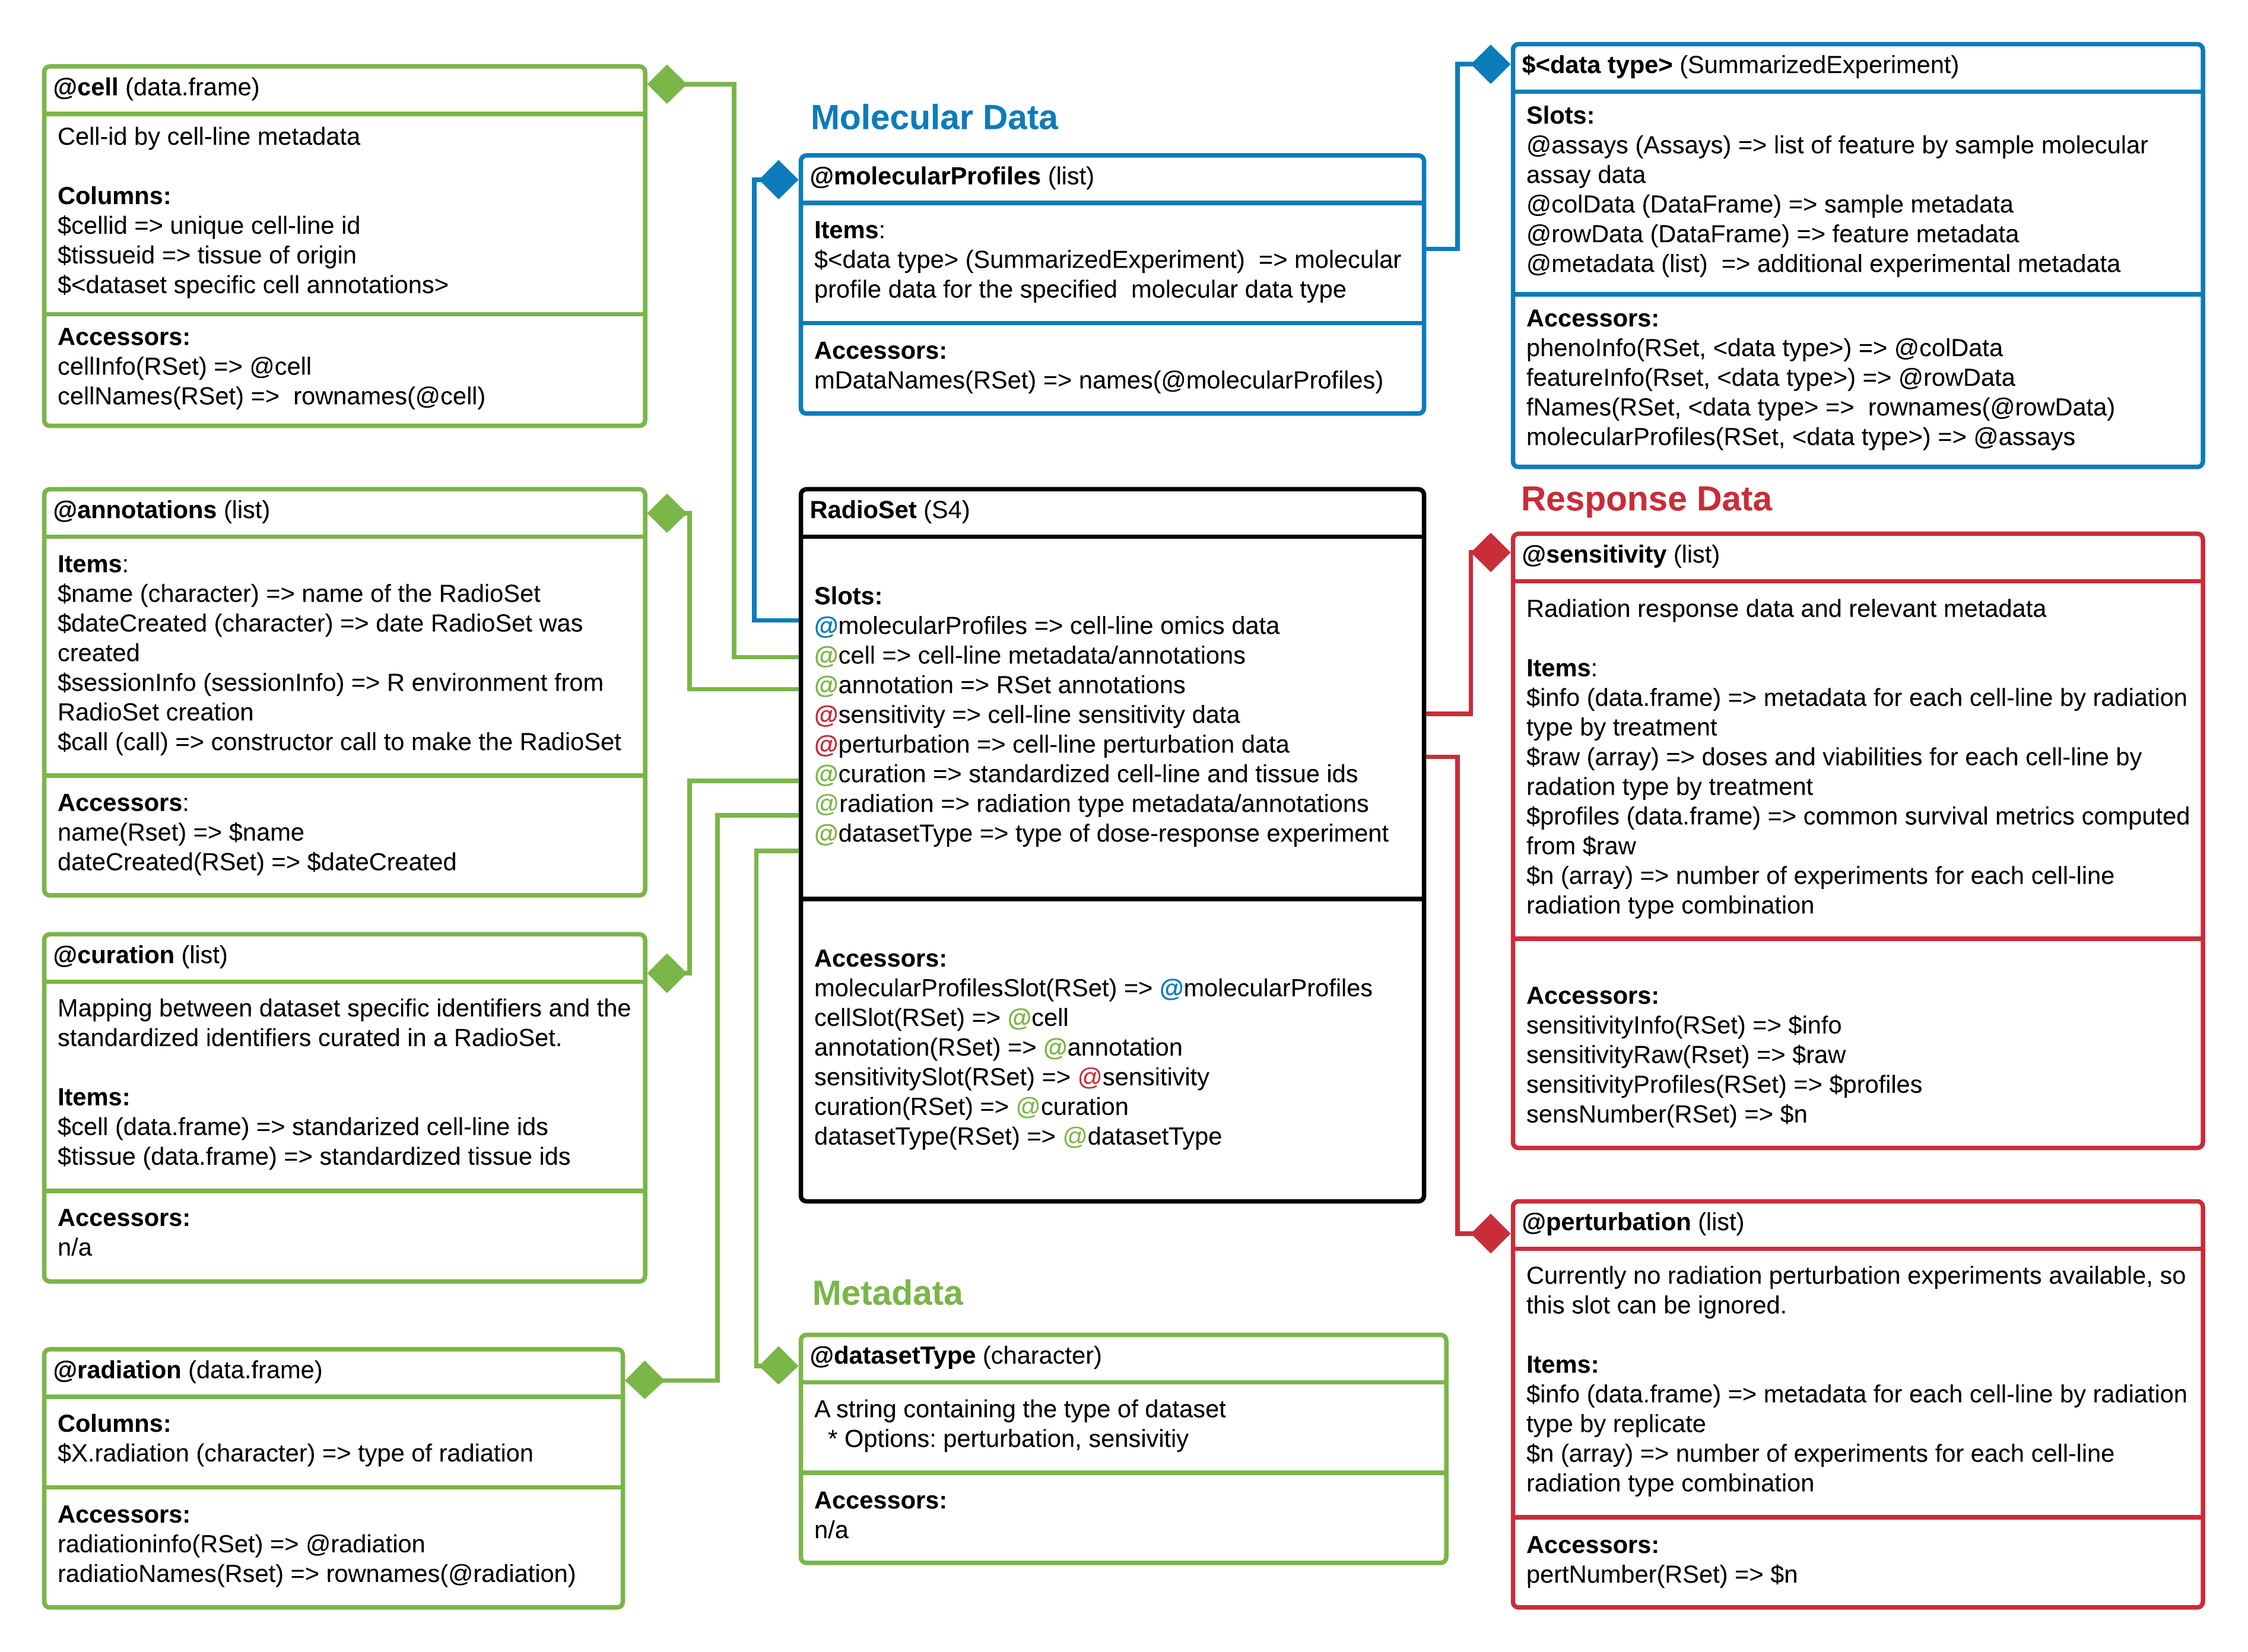 @cell (data.frame)
Cell-id by cell-line metadata
Columns:
$cellid => unique cell-line id
$tissueid => tissue of origin
$<dataset specific cell annotations>
Accessors:
cellInfo(RSet) => @cell
cellNames(RSet) =>  rownames(@cell)
@annotations (list)
Items:
$name (character) => name of the RadioSet
$dateCreated (character) => date RadioSet was
created
$sessionInfo (sessionInfo) => R environment from
RadioSet creation
$call (call) => constructor call to make the RadioSet
Accessors:
name(Rset) => $name
dateCreated(RSet) => $dateCreated
@curation (list)
Mapping between dataset specific identifiers and the
standardized identifiers curated in a RadioSet.
Items:
$cell (data.frame) => standarized cell-line ids
$tissue (data.frame) => standardized tissue ids
Accessors:
n/a
@radiation (data.frame)
Columns:
$X.radiation (character) => type of radiation
Accessors:
radiationinfo(RSet) => @radiation
radiatioNames(Rset) => rownames(@radiation)
Molecular Data
@molecularProfiles (list)
Items:
$<data type> (SummarizedExperiment)  => molecular
profile data for the specified  molecular data type
Accessors:
mDataNames(RSet) => names(@molecularProfiles)
RadioSet (S4)
Slots:
@molecularProfiles => cell-line omics data
@cell => cell-line metadata/annotations
@annotation => RSet annotations
@sensitivity => cell-line sensitivity data
@perturbation => cell-line perturbation data
@curation => standardized cell-line and tissue ids
@radiation => radiation type metadata/annotations
@datasetType => type of dose-response experiment
Accessors:
molecularProfilesSlot(RSet) => @molecularProfiles
cellSlot(RSet) => @cell
annotation(RSet) => @annotation
sensitivitySlot(RSet) => @sensitivity
curation(RSet) => @curation
datasetType(RSet) => @datasetType
Metadata
@datasetType (character)
A string containing the type of dataset
* Options: perturbation, sensivitiy
Accessors:
n/a
$<data type> (SummarizedExperiment)
Slots:
@assays (Assays) => list of feature by sample molecular
assay data
@colData (DataFrame) => sample metadata
@rowData (DataFrame) => feature metadata
@metadata (list)  => additional experimental metadata
Accessors:
phenoInfo(RSet, <data type>) => @colData
featureInfo(Rset, <data type>) => @rowData
fNames(RSet, <data type> =>  rownames(@rowData)
molecularProfiles(RSet, <data type>) => @assays
Response Data
@sensitivity (list)
Radiation response data and relevant metadata
Items:
$info (data.frame) => metadata for each cell-line by radiation
type by treatment
$raw (array) => doses and viabilities for each cell-line by
radation type by treatment
$profiles (data.frame) => common survival metrics computed
from $raw
$n (array) => number of experiments for each cell-line
radiation type combination
Accessors:
sensitivityInfo(RSet) => $info
sensitivityRaw(Rset) => $raw
sensitivityProfiles(RSet) => $profiles
sensNumber(RSet) => $n
@perturbation (list)
Currently no radiation perturbation experiments available, so
this slot can be ignored.
Items:
$info (data.frame) => metadata for each cell-line by radiation
type by replicate
$n (array) => number of experiments for each cell-line
radiation type combination
Accessors:
pertNumber(RSet) => $n